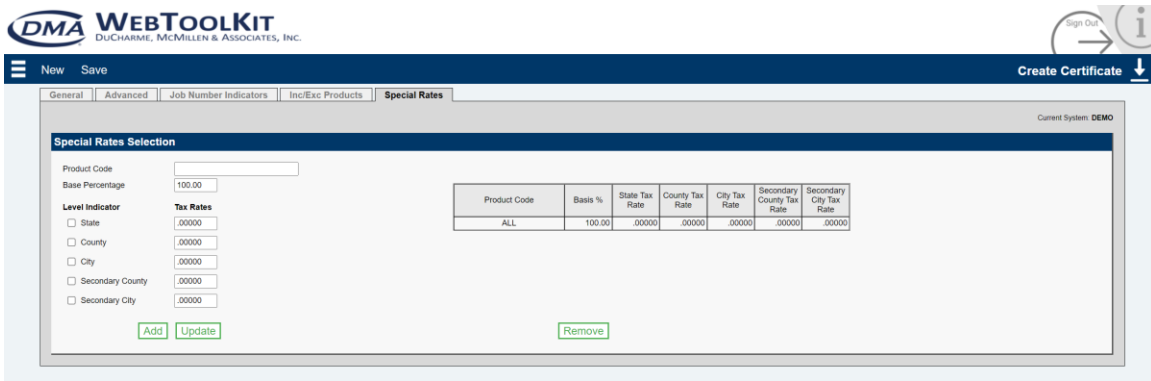 DMA WEBTOOLKIT
DUCHARME, MCMILLEN & ASSOCIATES, INC.
Sign Out
i
New Save Create Certificate
General Advanced Job Number Indicators Inc/Exc Products Special Rates
Current System: DEMO
Special Rates Selection
Product Code
Base Percentage 100.00
Level Indicator Tax Rates
State .00000
County .00000
City .00000
Secondary County .00000
Secondary City .00000
Add Update
Product Code Basis % State Tax Rate County Tax Rate City Tax Rate Secondary County Tax Rate Secondary City Tax Rate
ALL 100.00 .00000 .00000 .00000 .00000 .00000
Remove